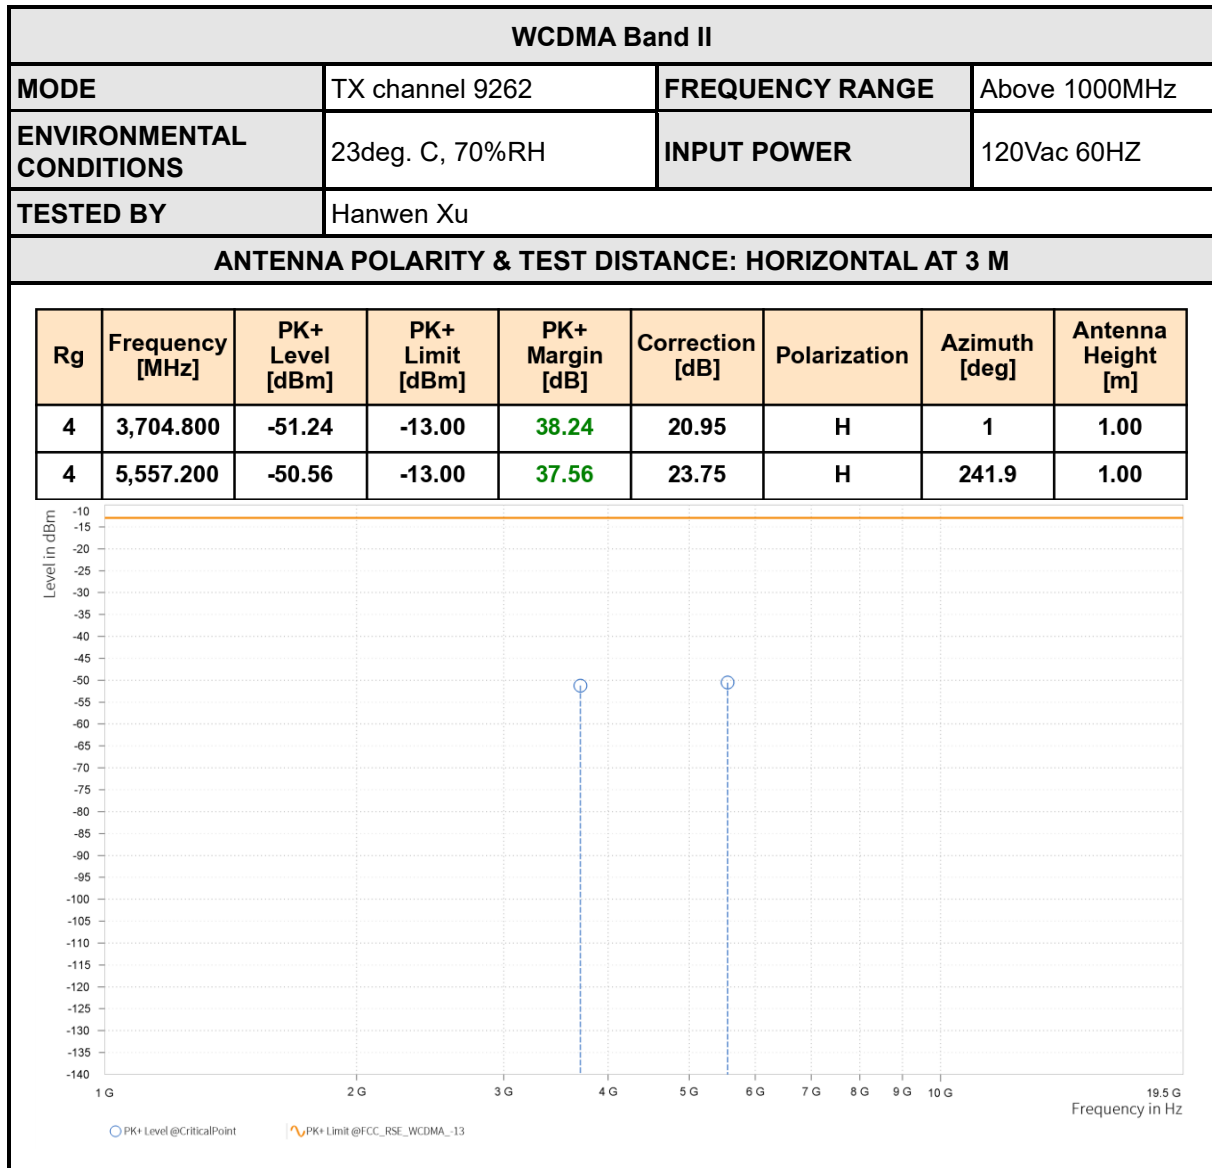 WCDMA Band II
MODE TX channel 9262 FREQUENCY RANGE Above 1000MHz
ENVIRONMENTAL CONDITIONS 23deg. C, 70%RH INPUT POWER 120Vac 60HZ
TESTED BY Hanwen Xu
ANTENNA POLARITY & TEST DISTANCE: HORIZONTAL AT 3 M
Rg Frequency [MHz] PK+ Level [dBm] PK+ Limit [dBm] PK+ Margin [dB] Correction [dB] Polarization Azimuth [deg] Antenna Height [m]
4 3,704.800 -51.24 -13.00 38.24 20.95 H 1 1.00
4 5,557.200 -50.56 -13.00 37.56 23.75 H 241.9 1.00
Level in dBm
-10
-15
-20
-25
-30
-35
-40
-45
-50
-55
-60
-65
-70
-75
-80
-85
-90
-95
-100
-105
-110
-115
-120
-125
-130
-135
-140
1 G 2 G 3 G 4 G 5 G 6 G 7 G 8 G 9 G 10 G 19.5 G
Frequency in Hz
PK+ Level @CriticalPoint PK+ Limit @FCC_RSE_WCDMA_-13